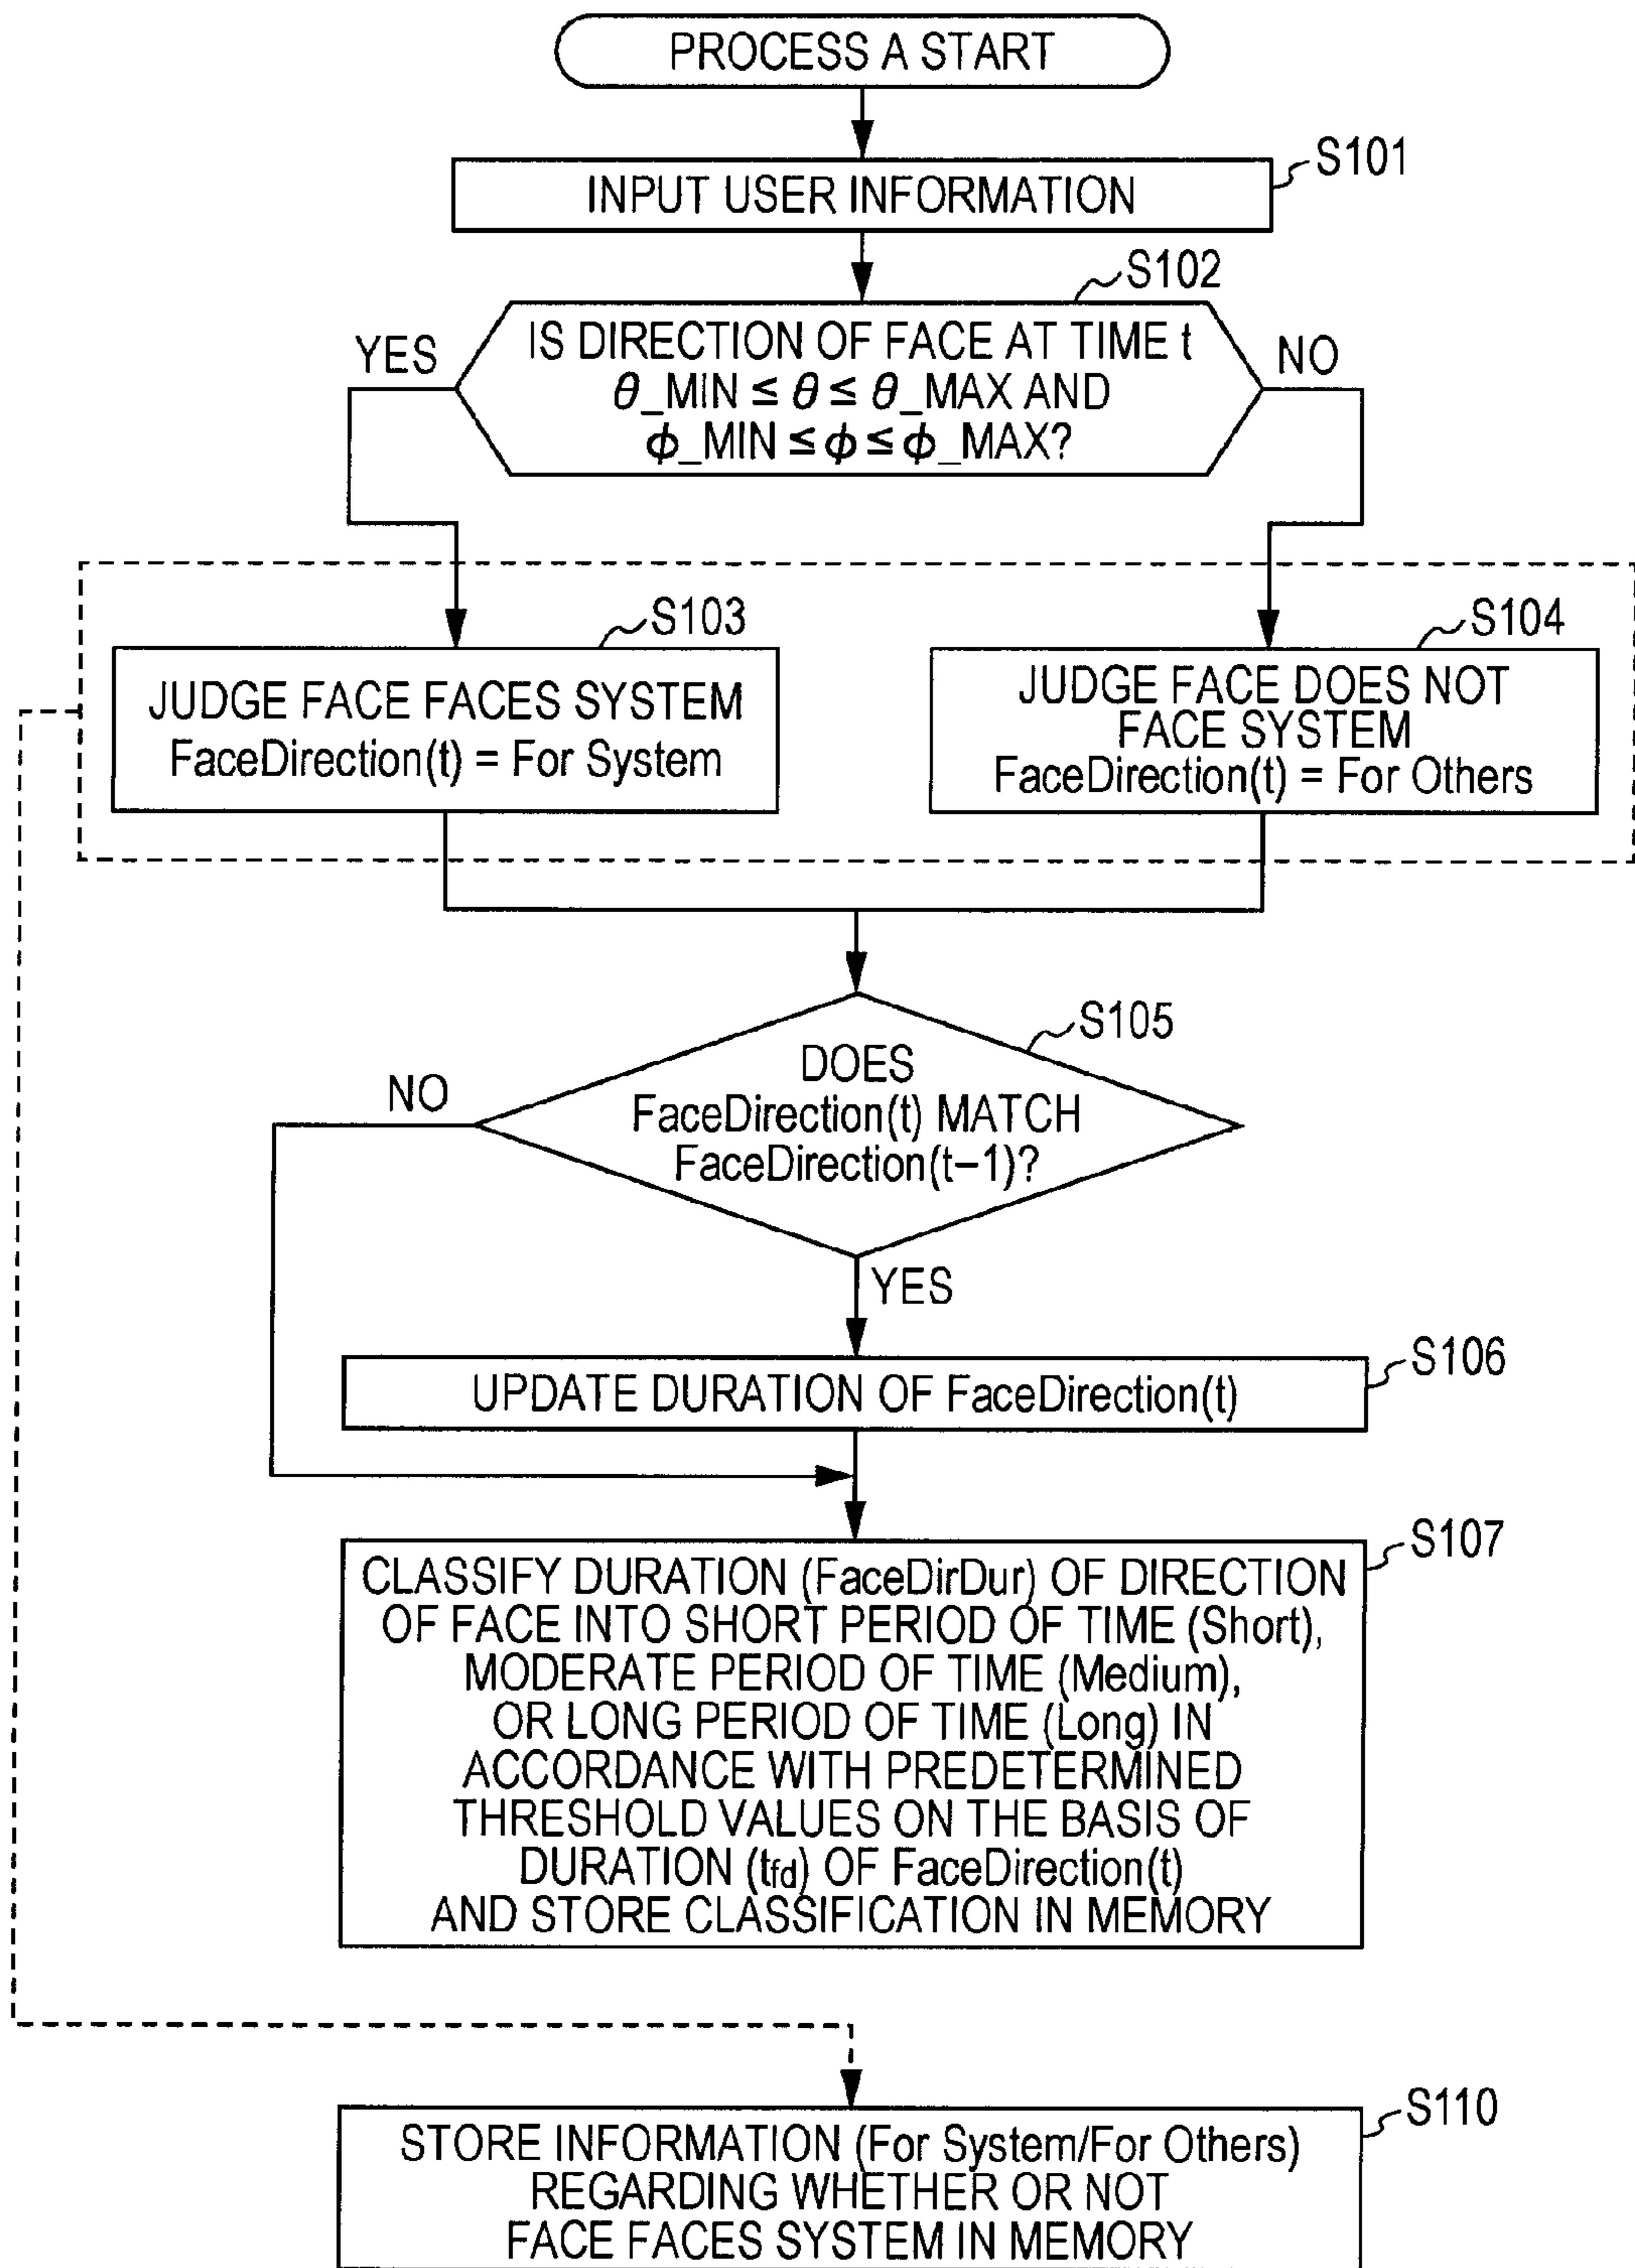 PROCESS A START
S101
INPUT USER INFORMATION
S102
YES
IS DIRECTION OF FACE AT TIME t
NO
θ_MIN ≤ θ ≤ θ_MAX AND
ϕ_MIN ≤ ϕ ≤ ϕ_MAX?
S103
S104
JUDGE FACE FACES SYSTEM
FaceDirection(t) = For System
JUDGE FACE DOES NOT
FACE SYSTEM
FaceDirection(t) = For Others
S105
NO
DOES
FaceDirection(t) MATCH
FaceDirection(t–1)?
YES
S106
UPDATE DURATION OF FaceDirection(t)
S107
CLASSIFY DURATION (FaceDirDur) OF DIRECTION
OF FACE INTO SHORT PERIOD OF TIME (Short),
MODERATE PERIOD OF TIME (Medium),
OR LONG PERIOD OF TIME (Long) IN
ACCORDANCE WITH PREDETERMINED
THRESHOLD VALUES ON THE BASIS OF
DURATION (tfd) OF FaceDirection(t)
AND STORE CLASSIFICATION IN MEMORY
S110
STORE INFORMATION (For System/For Others)
REGARDING WHETHER OR NOT
FACE FACES SYSTEM IN MEMORY